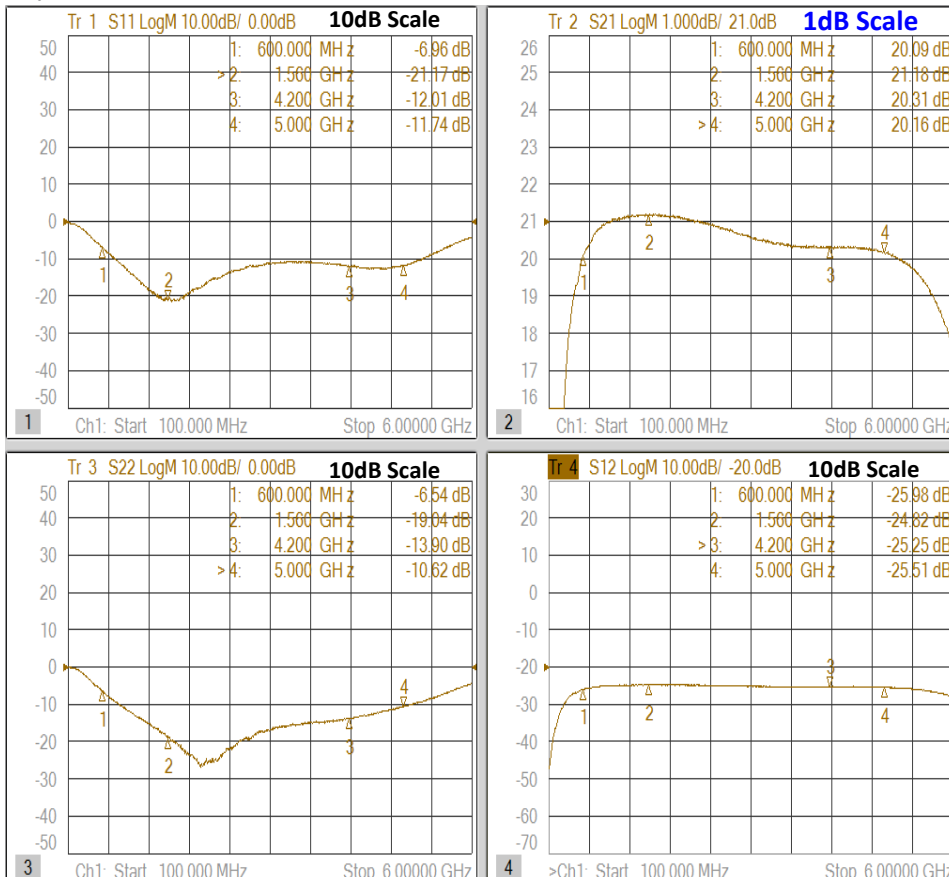 Tr 1 S11 LogM 10.00dB/ 0.00dB 10dB Scale
50
40
30
20
10
0
-10
-20
-30
-40
-50
1: 600.000 MHz -6.96 dB
> 2: 1.560 GHz -21.17 dB
3: 4.200 GHz -12.01 dB
4: 5.000 GHz -11.74 dB
1
2
3
4
1 Ch1: Start 100.000 MHz Stop 6.00000 GHz
Tr 2 S21 LogM 1.000dB/ 21.0dB 1dB Scale
26
25
24
23
22
21
20
19
18
17
16
1: 600.000 MHz 20.09 dB
2: 1.560 GHz 21.18 dB
3: 4.200 GHz 20.31 dB
> 4: 5.000 GHz 20.16 dB
1
2
3
4
2 Ch1: Start 100.000 MHz Stop 6.00000 GHz
Tr 3 S22 LogM 10.00dB/ 0.00dB 10dB Scale
50
40
30
20
10
0
-10
-20
-30
-40
-50
1: 600.000 MHz -6.54 dB
2: 1.560 GHz -19.04 dB
3: 4.200 GHz -13.90 dB
> 4: 5.000 GHz -10.62 dB
1
2
3
4
3 Ch1: Start 100.000 MHz Stop 6.00000 GHz
Tr 4 S12 LogM 10.00dB/ -20.0dB 10dB Scale
30
20
10
0
-10
-20
-30
-40
-50
-60
-70
1: 600.000 MHz -25.98 dB
2: 1.560 GHz -24.82 dB
> 3: 4.200 GHz -25.25 dB
4: 5.000 GHz -25.51 dB
1
2
3
4
4 >Ch1: Start 100.000 MHz Stop 6.00000 GHz